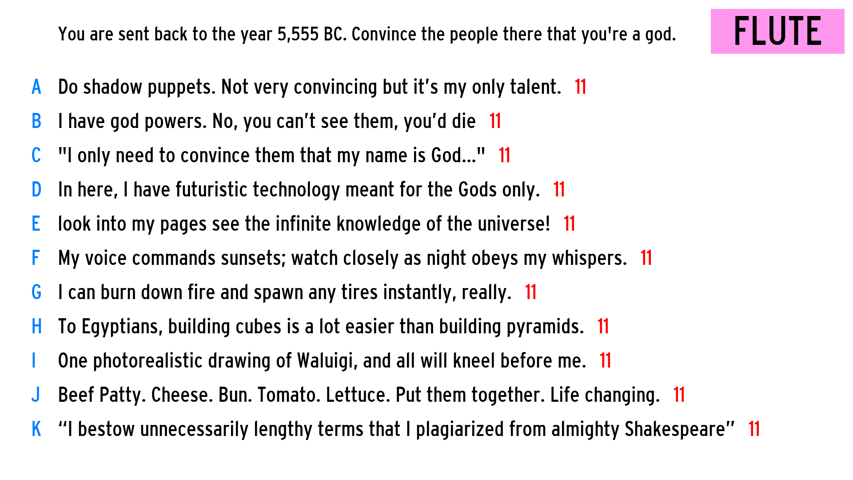 You are sent back to the year 5,555 BC. Convince the people there that you're a god. FLUTE
A Do shadow puppets. Not very convincing but it’s my only talent. 11
B I have god powers. No, you can’t see them, you’d die 11
C "I only need to convince them that my name is God..." 11
D In here, I have futuristic technology meant for the Gods only. 11
E look into my pages see the infinite knowledge of the universe! 11
F My voice commands sunsets; watch closely as night obeys my whispers. 11
G I can burn down fire and spawn any tires instantly, really. 11
H To Egyptians, building cubes is a lot easier than building pyramids. 11
I One photorealistic drawing of Waluigi, and all will kneel before me. 11
J Beef Patty. Cheese. Bun. Tomato. Lettuce. Put them together. Life changing. 11
K “I bestow unnecessarily lengthy terms that I plagiarized from almighty Shakespeare” 11